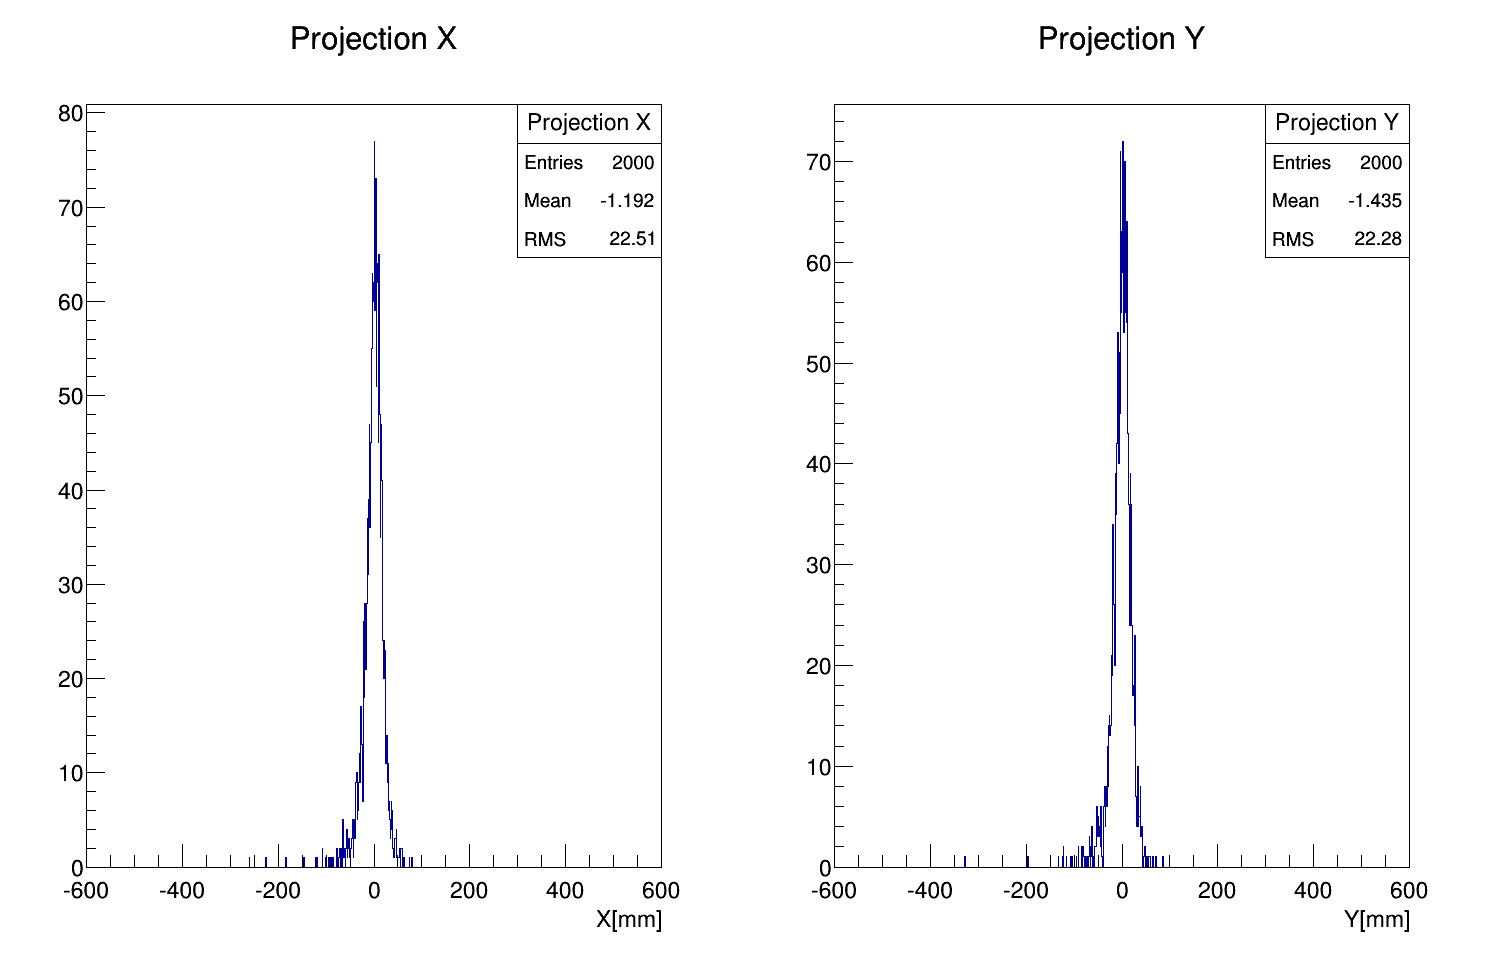 Projection X
80
70
60
50
40
30
20
10
0
-600 -400 -200 0 200 400 600
X[mm]
Projection X
Entries 2000
Mean -1.192
RMS 22.51
Projection Y
70
60
50
40
30
20
10
0
-600 -400 -200 0 200 400 600
Y[mm]
Projection Y
Entries 2000
Mean -1.435
RMS 22.28